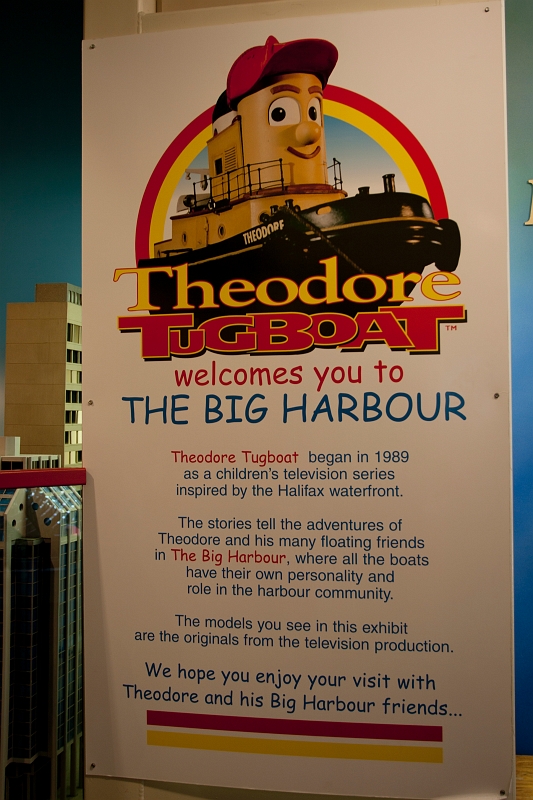 THEODORE
Theodore
TUGBOAT™
welcomes you to
THE BIG HARBOUR
Theodore Tugboat began in 1989
as a children's television series
inspired by the Halifax waterfront.
The stories tell the adventures of
Theodore and his many floating friends
in The Big Harbour, where all the boats
have their own personality and
role in the harbour community.
The models you see in this exhibit
are the originals from the television production.
We hope you enjoy your visit with
Theodore and his Big Harbour friends...